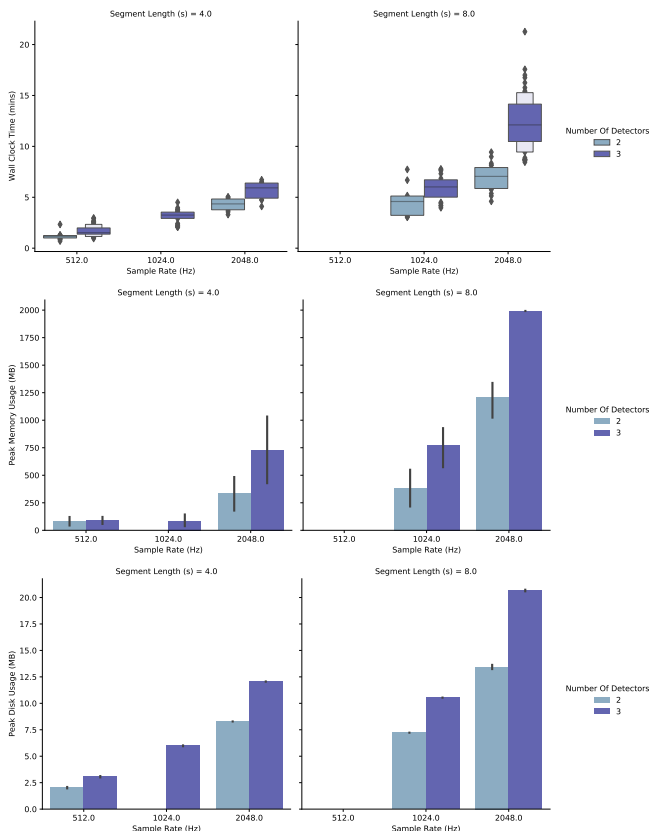 Segment Length (s) = 4.0
Segment Length (s) = 8.0
Wall Clock Time (mins)
20
15
10
5
0
512.0 1024.0 2048.0
Sample Rate (Hz)
512.0 1024.0 2048.0
Sample Rate (Hz)
Number Of Detectors
2
3
Segment Length (s) = 4.0
Segment Length (s) = 8.0
Peak Memory Usage (MB)
2000
1750
1500
1250
1000
750
500
250
0
512.0 1024.0 2048.0
Sample Rate (Hz)
512.0 1024.0 2048.0
Sample Rate (Hz)
Number Of Detectors
2
3
Segment Length (s) = 4.0
Segment Length (s) = 8.0
Peak Disk Usage (MB)
20.0
17.5
15.0
12.5
10.0
7.5
5.0
2.5
0.0
512.0 1024.0 2048.0
Sample Rate (Hz)
512.0 1024.0 2048.0
Sample Rate (Hz)
Number Of Detectors
2
3